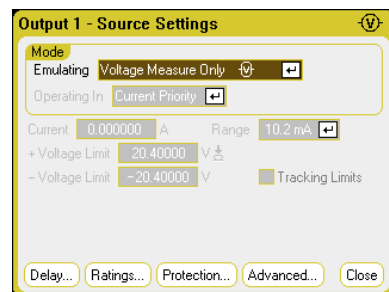 Output 1 - Source Settings
Mode
Emulating Voltage Measure Only
Operating In Current Priority
Current 0.000000 A Range 10.2 mA
+ Voltage Limit 20.40000 V
− Voltage Limit −20.40000 V Tracking Limits
Delay... Ratings... Protection... Advanced... Close